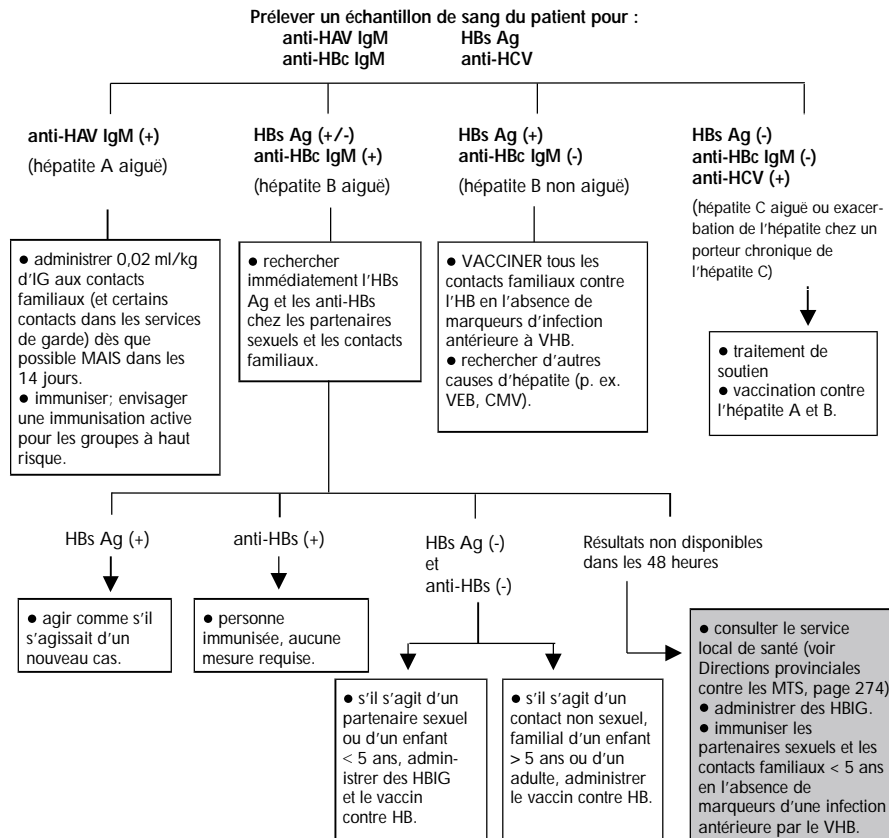 Prélever un échantillon de sang du patient pour :
anti-HAV IgM HBs Ag
anti-HBc IgM anti-HCV
anti-HAV IgM (+)
(hépatite A aiguë)
HBs Ag (+/-)
anti-HBc IgM (+)
(hépatite B aiguë)
HBs Ag (+)
anti-HBc IgM (-)
(hépatite B non aiguë)
HBs Ag (-)
anti-HBc IgM (-)
anti-HCV (+)
(hépatite C aiguë ou exacer-
bation de l'hépatite chez un
porteur chronique de
l'hépatite C)
● administrer 0,02 ml/kg
d'IG aux contacts
familiaux (et certains
contacts dans les services
de garde) dès que
possible MAIS dans les
14 jours.
● immuniser; envisager
une immunisation active
pour les groupes à haut
risque.
● rechercher
immédiatement l'HBs
Ag et les anti-HBs
chez les partenaires
sexuels et les contacts
familiaux.
● VACCINER tous les
contacts familiaux contre
l'HB en l'absence de
marqueurs d'infection
antérieure à VHB.
● rechercher d'autres
causes d'hépatite (p. ex.
VEB, CMV).
● traitement de
soutien
● vaccination contre
l'hépatite A et B.
HBs Ag (+)
anti-HBs (+)
HBs Ag (-)
et
anti-HBs (-)
Résultats non disponibles
dans les 48 heures
● agir comme s'il
s'agissait d'un
nouveau cas.
● personne
immunisée, aucune
mesure requise.
● s'il s'agit d'un
partenaire sexuel
ou d'un enfant
< 5 ans, admini-
strer des HBIG
et le vaccin
contre HB.
● s'il s'agit d'un
contact non sexuel,
familial d'un enfant
> 5 ans ou d'un
adulte, administrer
le vaccin contre HB.
● consulter le service
local de santé (voir
Directions provinciales
contre les MTS, page 274)
● administrer des HBIG.
● immuniser les
partenaires sexuels et les
contacts familiaux < 5 ans
en l'absence de
marqueurs d'une infection
antérieure par le VHB.